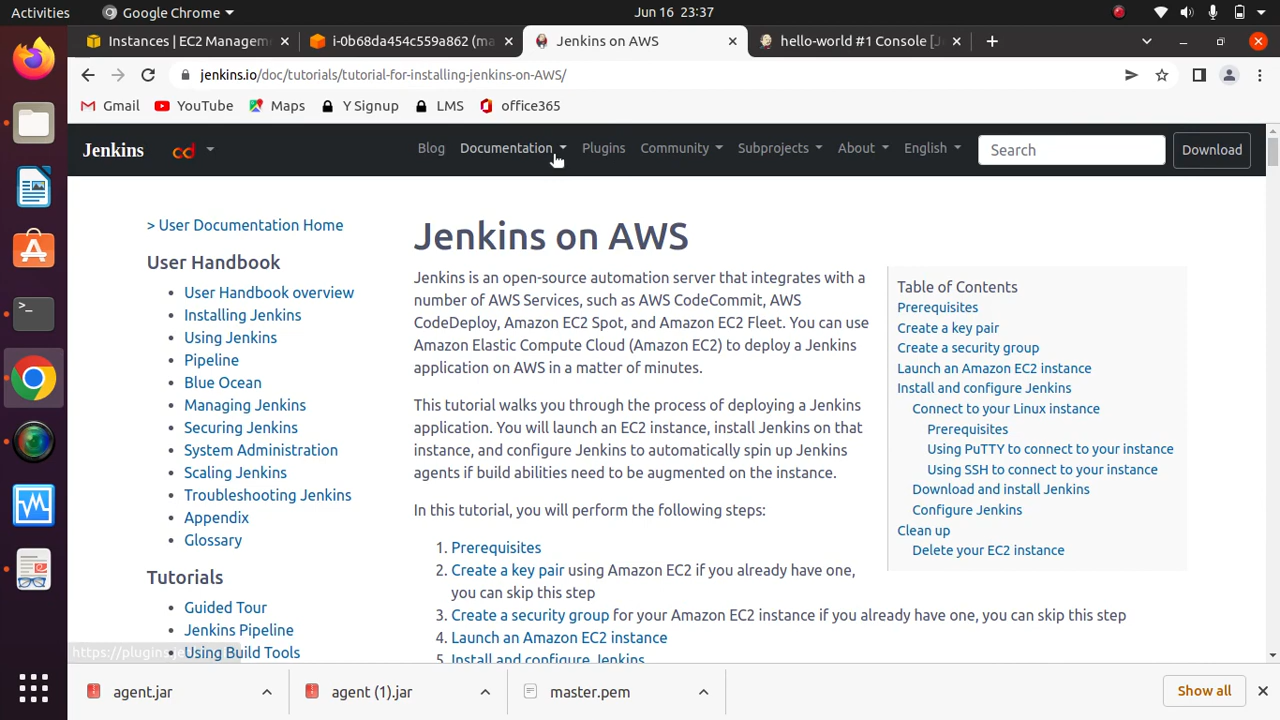 Activities
Google Chrome
Jun 16 23:37
Instances | EC2 Managem
i-0b68da454c559a862 (ma
Jenkins on AWS
hello-world #1 Console [J
jenkins.io/doc/tutorials/tutorial-for-installing-jenkins-on-AWS/
Gmail
YouTube
Maps
Y Signup
LMS
office365
Jenkins
cd
Blog
Documentation
Plugins
Community
Subprojects
About
English
Search
Download
> User Documentation Home
User Handbook
• User Handbook overview
• Installing Jenkins
• Using Jenkins
• Pipeline
• Blue Ocean
• Managing Jenkins
• Securing Jenkins
• System Administration
• Scaling Jenkins
• Troubleshooting Jenkins
• Appendix
• Glossary
Tutorials
• Guided Tour
• Jenkins Pipeline
• Using Build Tools
Jenkins on AWS
Jenkins is an open-source automation server that integrates with a
number of AWS Services, such as AWS CodeCommit, AWS
CodeDeploy, Amazon EC2 Spot, and Amazon EC2 Fleet. You can use
Amazon Elastic Compute Cloud (Amazon EC2) to deploy a Jenkins
application on AWS in a matter of minutes.
This tutorial walks you through the process of deploying a Jenkins
application. You will launch an EC2 instance, install Jenkins on that
instance, and configure Jenkins to automatically spin up Jenkins
agents if build abilities need to be augmented on the instance.
In this tutorial, you will perform the following steps:
1. Prerequisites
2. Create a key pair using Amazon EC2 if you already have one,
you can skip this step
3. Create a security group for your Amazon EC2 instance if you already have one, you can skip this step
4. Launch an Amazon EC2 instance
5. Install and configure Jenkins
Table of Contents
Prerequisites
Create a key pair
Create a security group
Launch an Amazon EC2 instance
Install and configure Jenkins
Connect to your Linux instance
Prerequisites
Using PuTTY to connect to your instance
Using SSH to connect to your instance
Download and install Jenkins
Configure Jenkins
Clean up
Delete your EC2 instance
https://plugins.je
agent.jar
agent (1).jar
master.pem
Show all